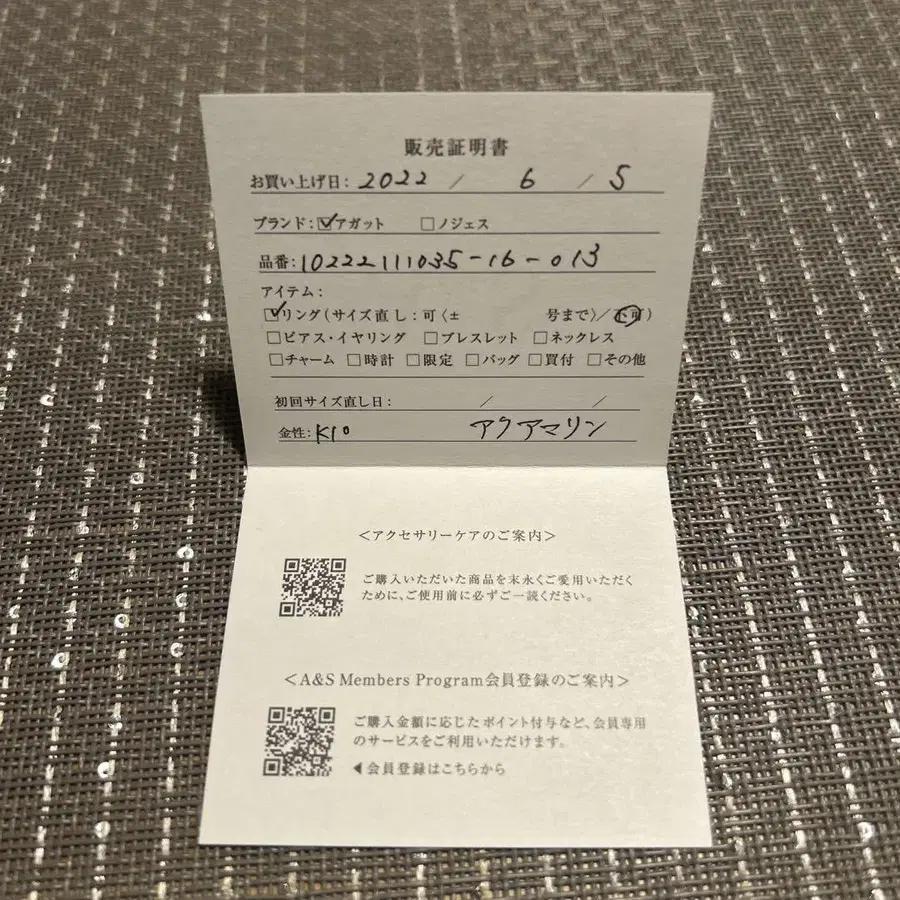 販売証明書
お買い上げ日: 2022 / 6 / 5
ブランド: ☑アガット □ノジェス
品番: 10222111035-16-013
アイテム:
☑リング(サイズ直し: 可〈± 号まで〉/不可)
□ピアス・イヤリング □ブレスレット □ネックレス
□チャーム □時計 □限定 □バッグ □買付 □その他
初回サイズ直し日: / /
金性: K10 アクアマリン
<アクセサリーケアのご案内>
ご購入いただいた商品を末永くご愛用いただく
ために、ご使用前に必ずご一読ください。
<A&S Members Program会員登録のご案内>
ご購入金額に応じたポイント付与など、会員専用
のサービスをご利用いただけます。
◀会員登録はこちらから